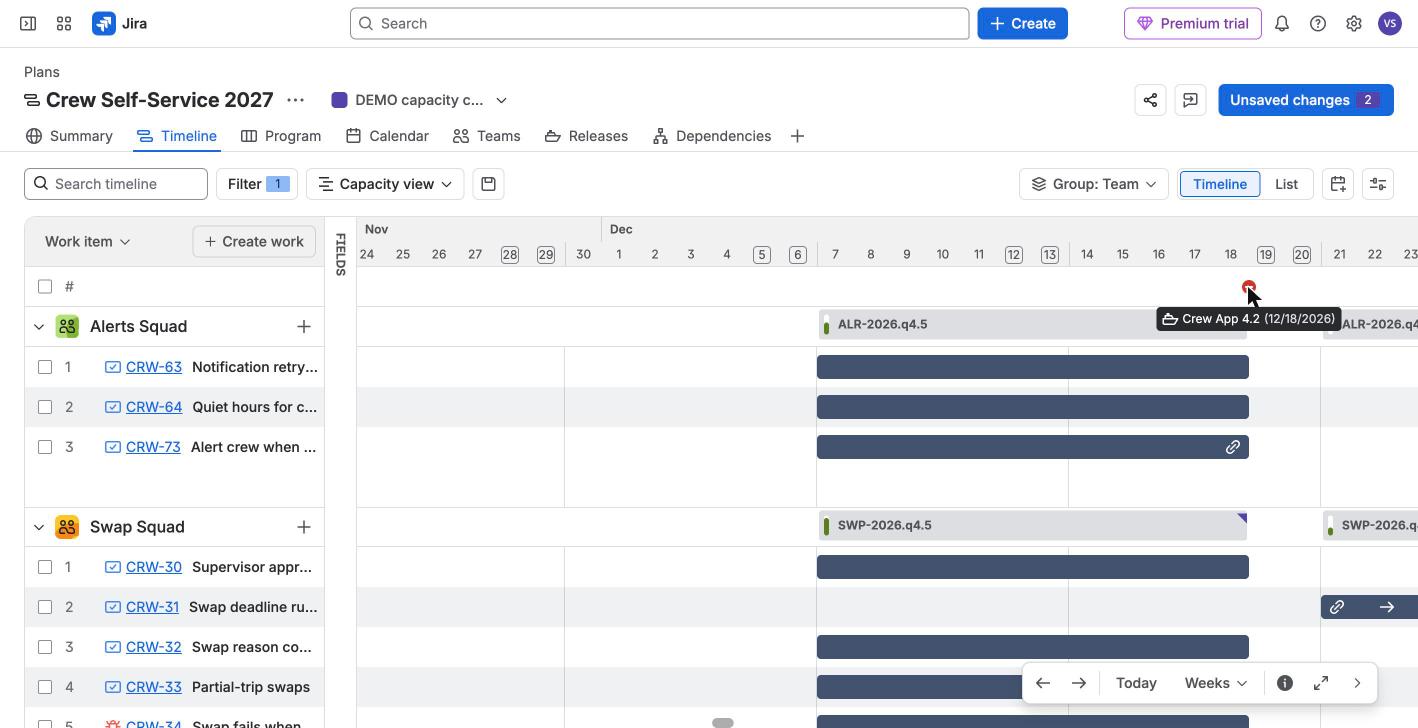 Jira
Search
Create
Premium trial
VS
Plans
Crew Self-Service 2027
DEMO capacity c...
Unsaved changes 2
Summary
Timeline
Program
Calendar
Teams
Releases
Dependencies
Search timeline
Filter 1
Capacity view
Group: Team
Timeline
List
Work item
Create work
FIELDS
Nov
Dec
24 25 26 27 28 29 30 1 2 3 4 5 6 7 8 9 10 11 12 13 14 15 16 17 18 19 20 21 22 23
#
Crew App 4.2 (12/18/2026)
Alerts Squad
ALR-2026.q4.5
ALR-2026.q4
1 CRW-63 Notification retry...
2 CRW-64 Quiet hours for c...
3 CRW-73 Alert crew when ...
Swap Squad
SWP-2026.q4.5
SWP-2026.q
1 CRW-30 Supervisor appr...
2 CRW-31 Swap deadline ru...
3 CRW-32 Swap reason co...
4 CRW-33 Partial-trip swaps
5 CRW-34 Swap fails when
Today
Weeks